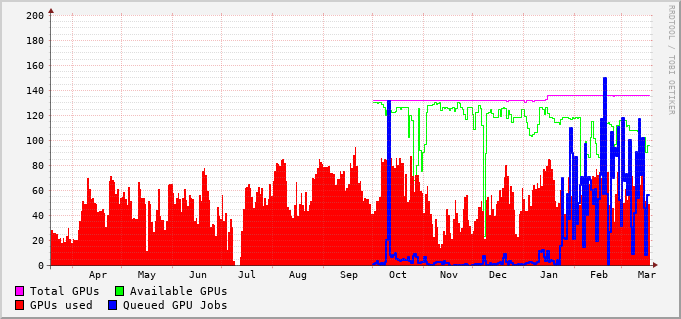 200
180
160
140
120
100
80
60
40
20
0
Apr May Jun Jul Aug Sep Oct Nov Dec Jan Feb Mar
Total GPUs Available GPUs
GPUs used Queued GPU Jobs
RRDTOOL / TOBI OETIKER